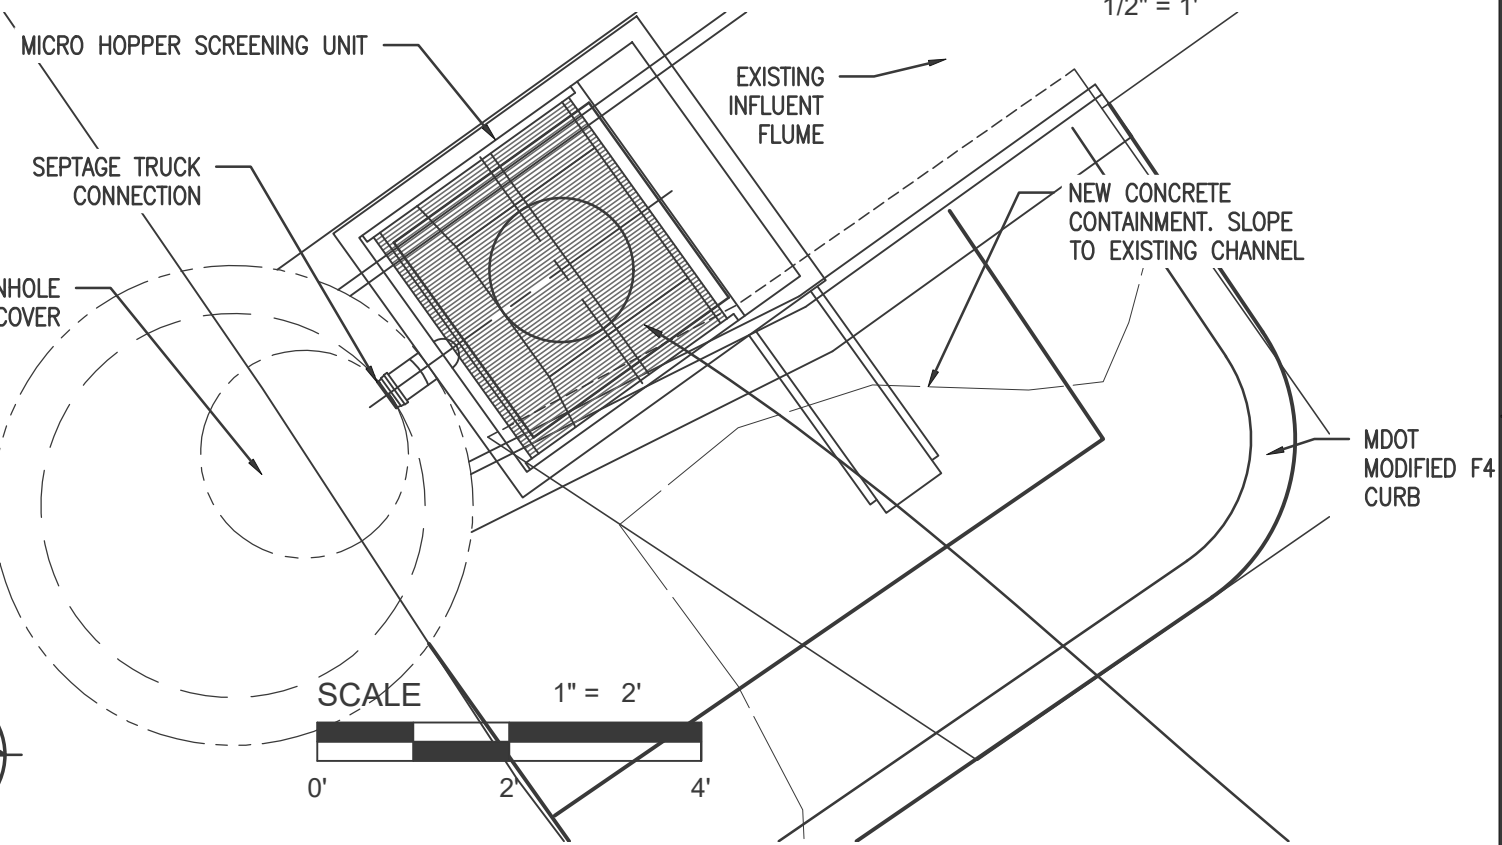 1/2" = 1'
MICRO HOPPER SCREENING UNIT
EXISTING
INFLUENT
FLUME
SEPTAGE TRUCK
CONNECTION
NEW CONCRETE
CONTAINMENT. SLOPE
TO EXISTING CHANNEL
NHOLE
COVER
MDOT
MODIFIED F4
CURB
SCALE 1" = 2'
0' 2' 4'